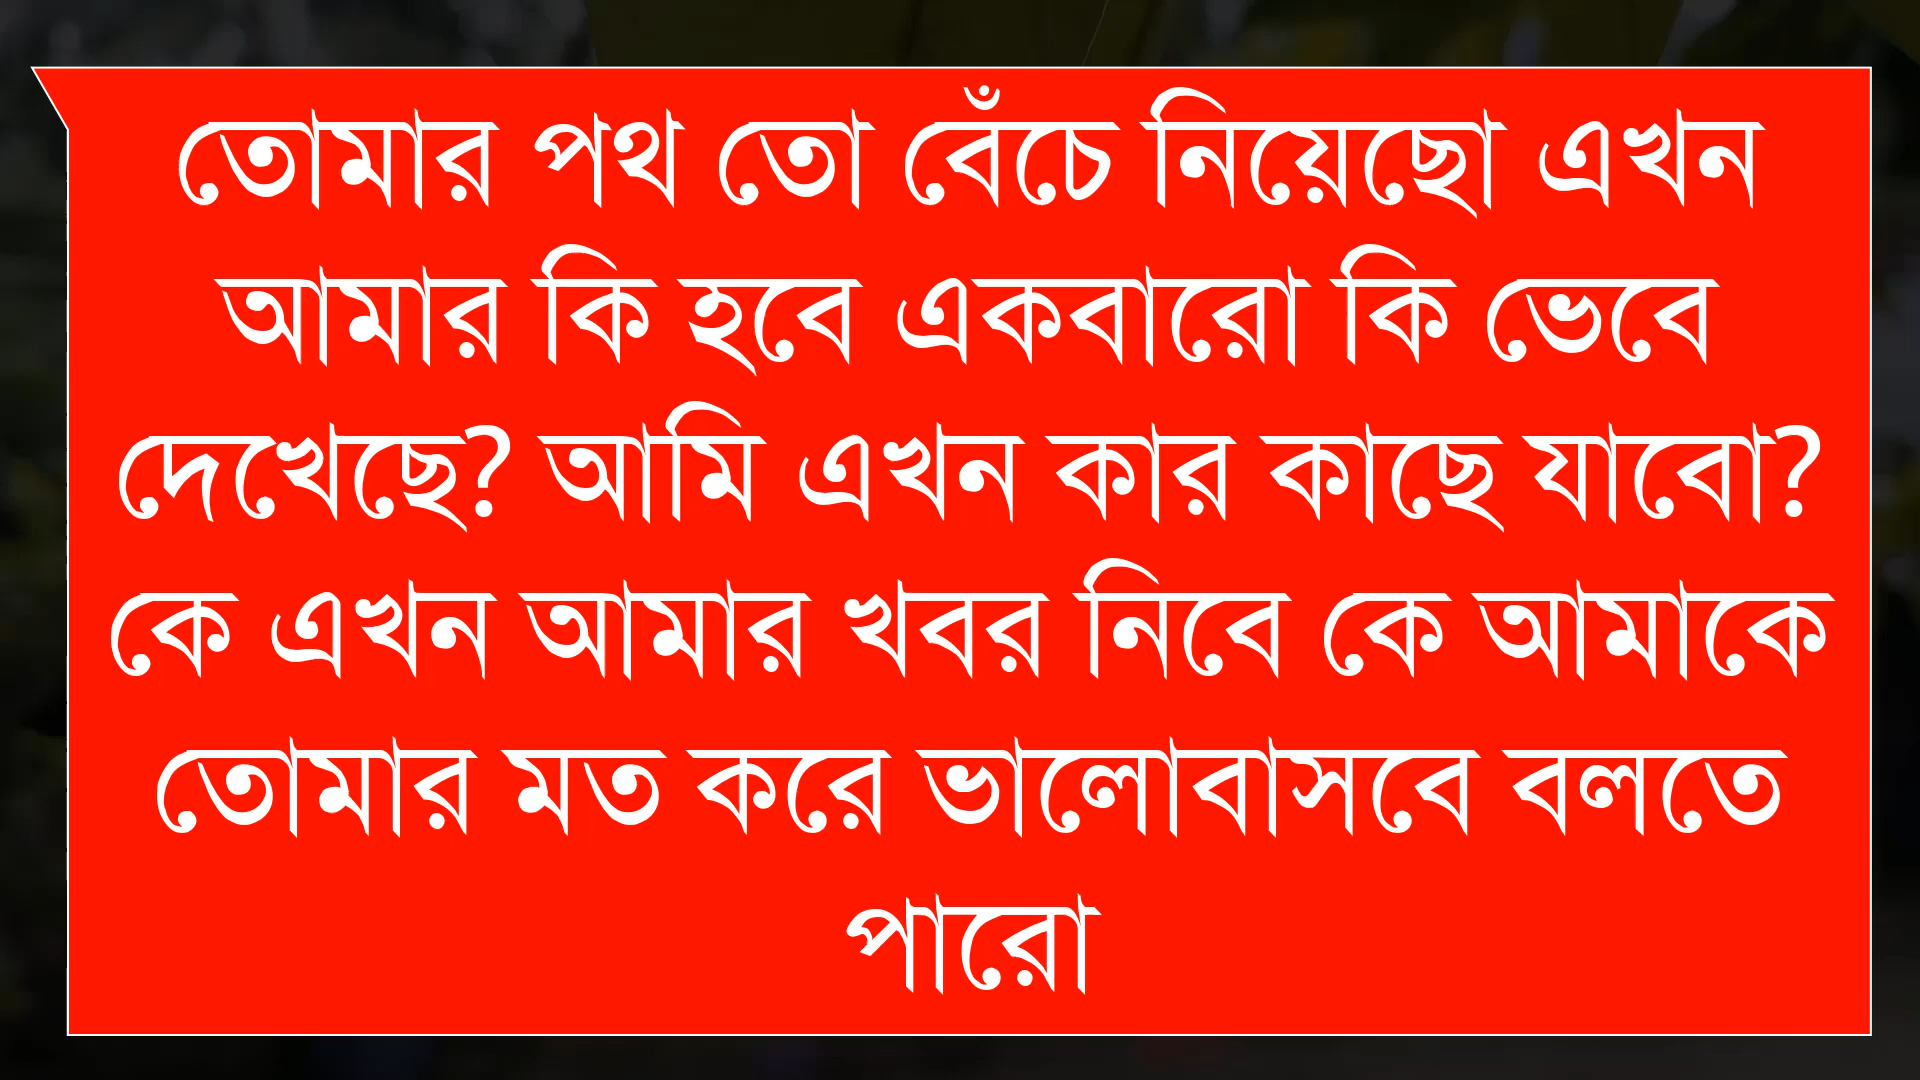 তোমার পথ তো বেঁচে নিয়েছো এখন
আমার কি হবে একবারো কি ভেবে
দেখেছে? আমি এখন কার কাছে যাবো?
কে এখন আমার খবর নিবে কে আমাকে
তোমার মত করে ভালোবাসবে বলতে
পারো